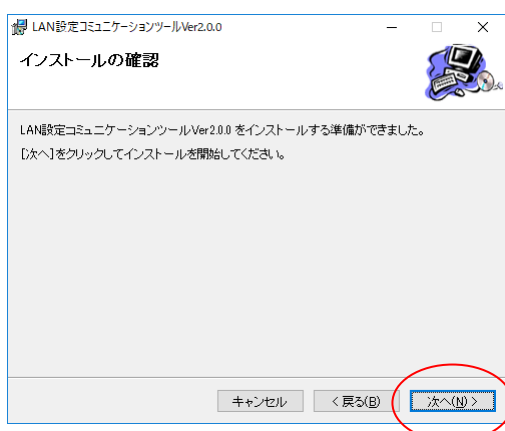 LAN設定コミュニケーションツールVer2.0.0
インストールの確認
LAN設定コミュニケーションツールVer2.0.0 をインストールする準備ができました。
[次へ]をクリックしてインストールを開始してください。
キャンセル
< 戻る(B)
次へ(N) >